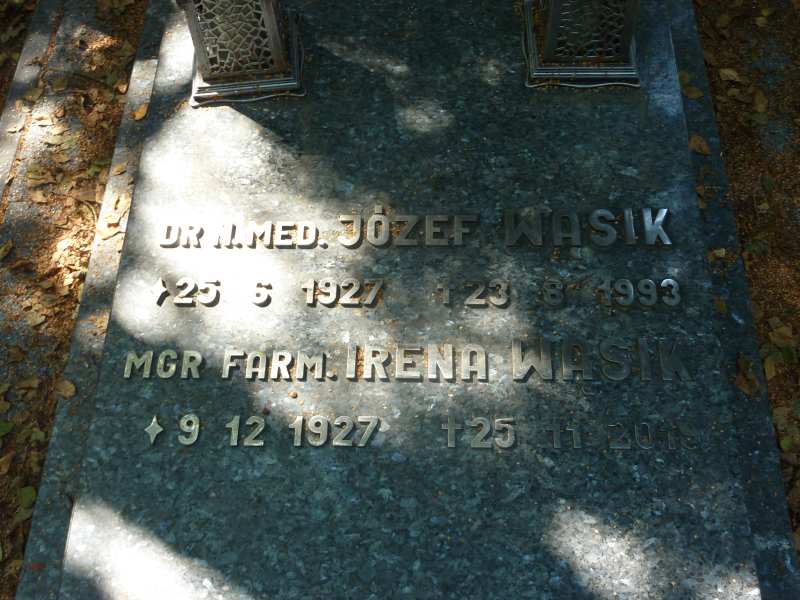 DR N.MED. JÓZEF WASIK
25 6 1927 †23 8 1993
MGR FARM. IRENA WASIK
9 12 1927 †25 11